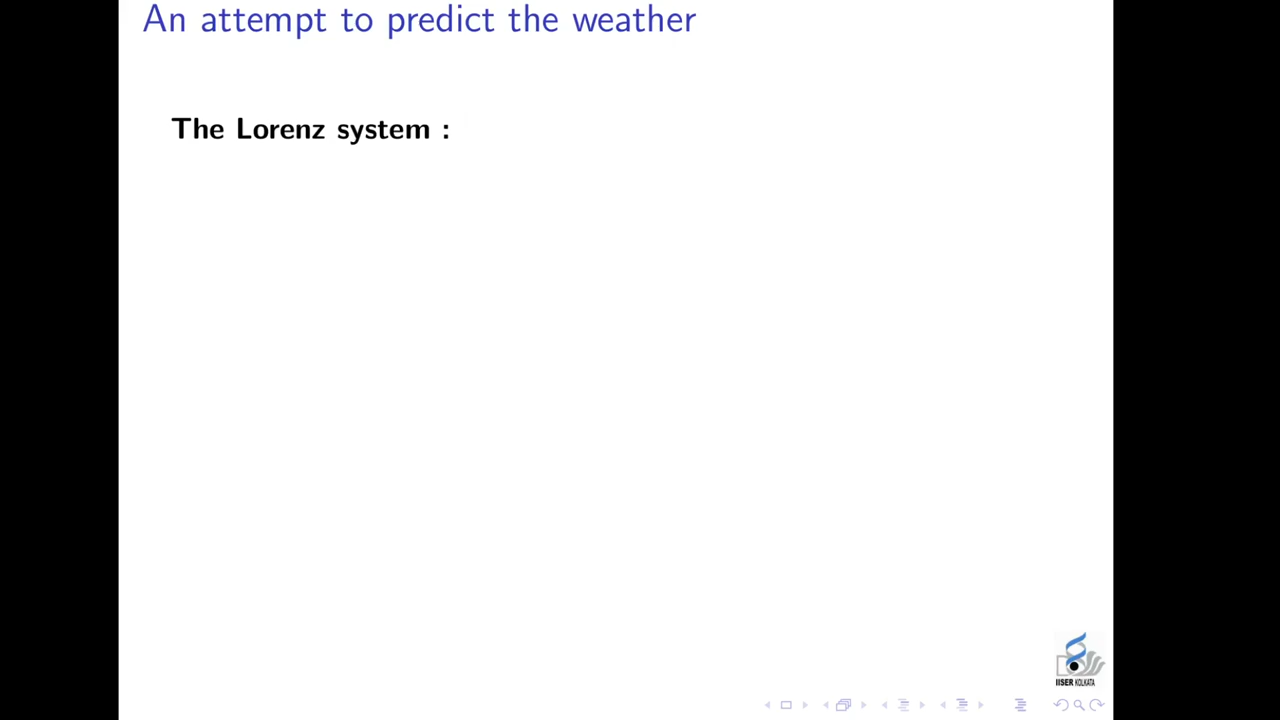 An attempt to predict the weather
The Lorenz system :
IISER KOLKATA